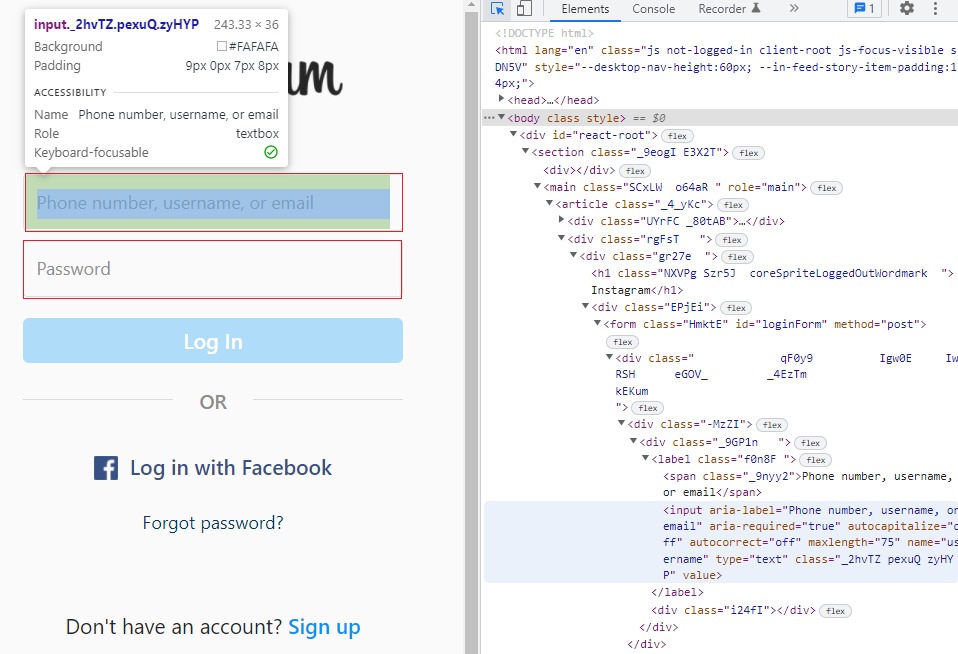 input._2hvTZ.pexuQ.zyHYP 243.33 × 36
Background #FAFAFA
Padding 9px 0px 7px 8px
ACCESSIBILITY
Name Phone number, username, or email
Role textbox
Keyboard-focusable
Phone number, username, or email
Password
Log In
OR
Log in with Facebook
Forgot password?
Don't have an account? Sign up
Elements Console Recorder » 1
<!DOCTYPE html>
<html lang="en" class="js not-logged-in client-root js-focus-visible s
DN5V" style="--desktop-nav-height:60px; --in-feed-story-item-padding:1
4px;">
<head>…</head>
<body class style> == $0
<div id="react-root"> flex
<section class="_9eogI E3X2T"> flex
<div></div> flex
<main class="SCxLW o64aR " role="main"> flex
<article class="_4_yKc"> flex
<div class="UYrFC _80tAB">…</div>
<div class="rgFsT "> flex
<div class="gr27e "> flex
<h1 class="NXVPg Szr5J coreSpriteLoggedOutWordmark ">
Instagram</h1>
<div class="EPjEi"> flex
<form class="HmktE" id="loginForm" method="post">
flex
<div class=" qF0y9 Igw0E Iw
RSH eGOV_ _4EzTm
kEKum
"> flex
<div class="-MzZI"> flex
<div class="_9GP1n "> flex
<label class="f0n8F "> flex
<span class="_9nyy2">Phone number, username,
or email</span>
<input aria-label="Phone number, username, or
email" aria-required="true" autocapitalize="o
ff" autocorrect="off" maxlength="75" name="us
ername" type="text" class="_2hvTZ pexuQ zyHY
P" value>
</label>
<div class="i24fI"></div> flex
</div>
</div>